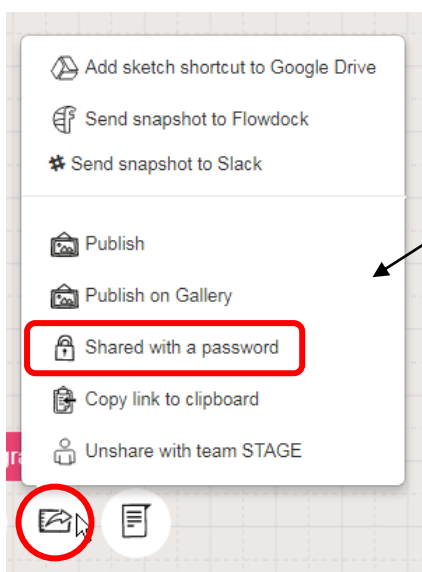 Add sketch shortcut to Google Drive
Send snapshot to Flowdock
Send snapshot to Slack
Publish
Publish on Gallery
Shared with a password
Copy link to clipboard
Unshare with team STAGE